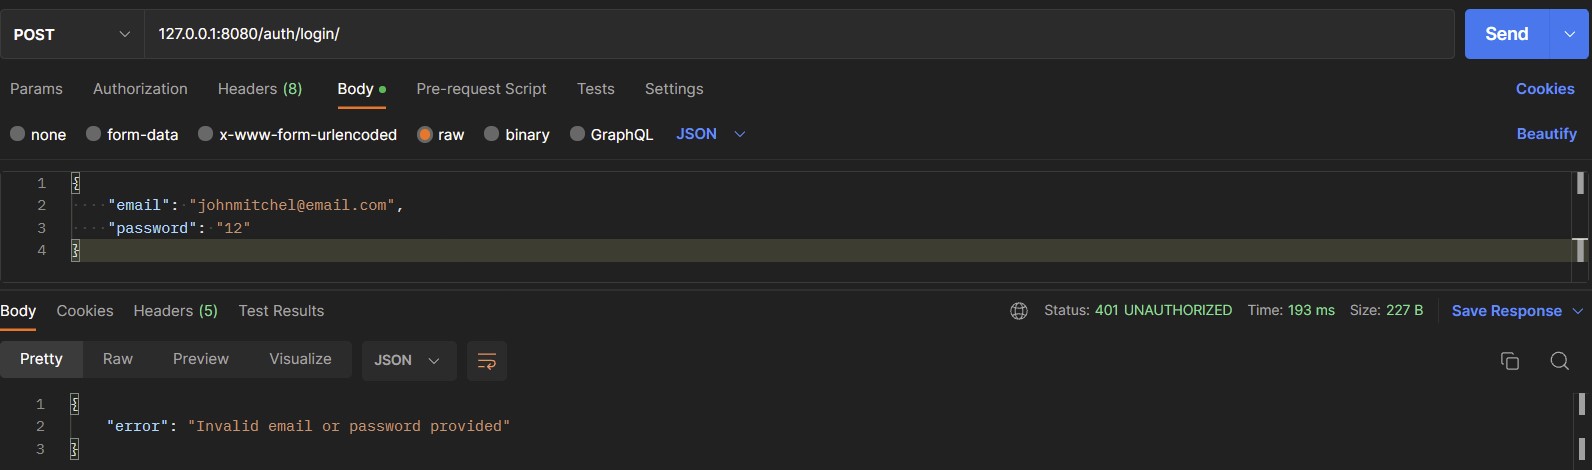 POST 127.0.0.1:8080/auth/login/ Send
Params Authorization Headers (8) Body Pre-request Script Tests Settings Cookies
none form-data x-www-form-urlencoded raw binary GraphQL JSON Beautify
1 {
2 "email": "johnmitchel@email.com",
3 "password": "12"
4 }
Body Cookies Headers (5) Test Results Status: 401 UNAUTHORIZED Time: 193 ms Size: 227 B Save Response
Pretty Raw Preview Visualize JSON
1 {
2 "error": "Invalid email or password provided"
3 }